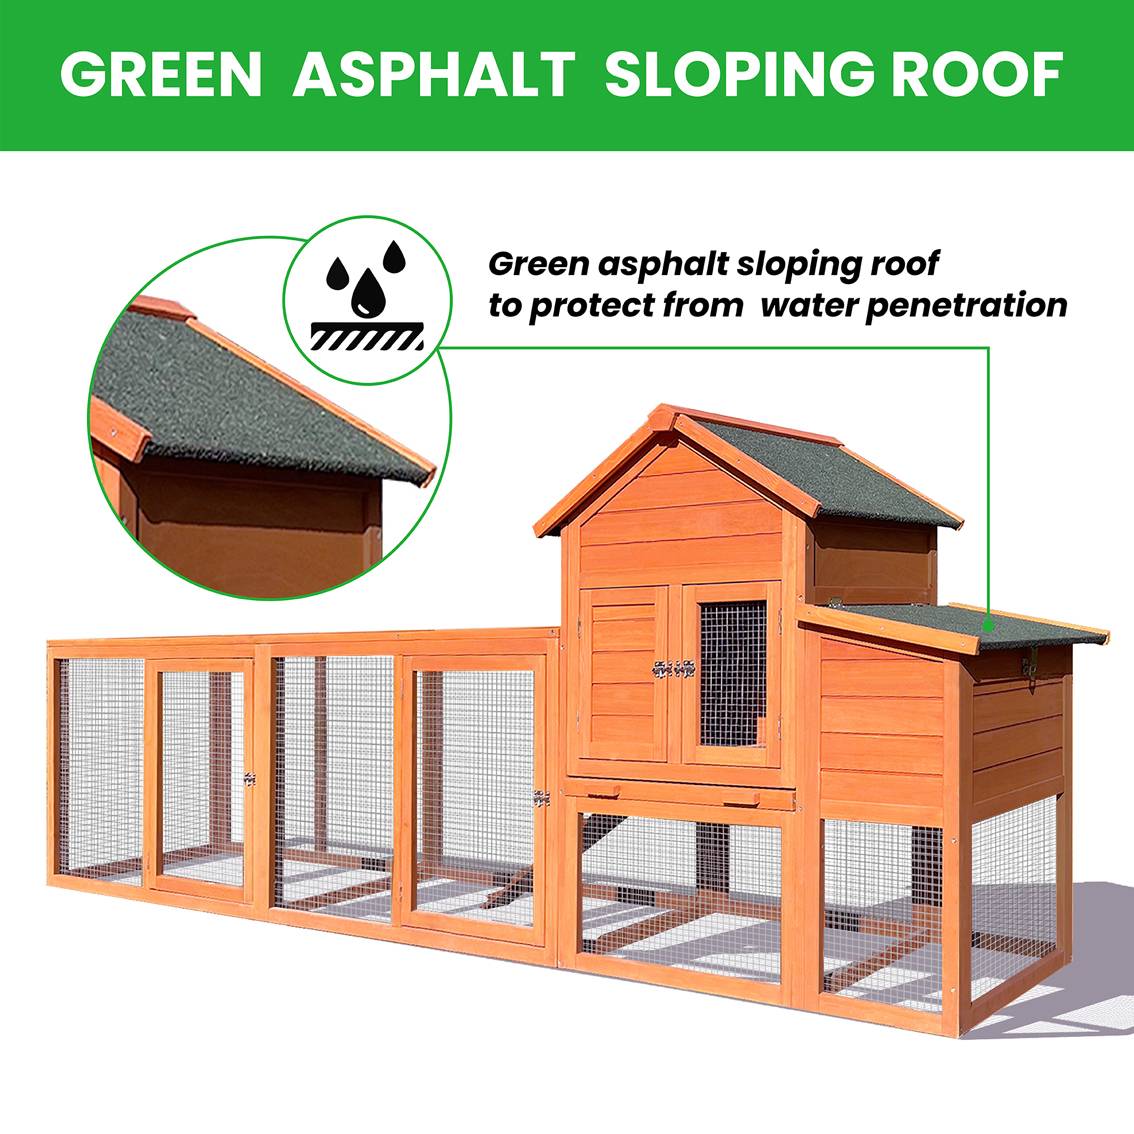 GREEN ASPHALT SLOPING ROOF
Green asphalt sloping roof
to protect from water penetration